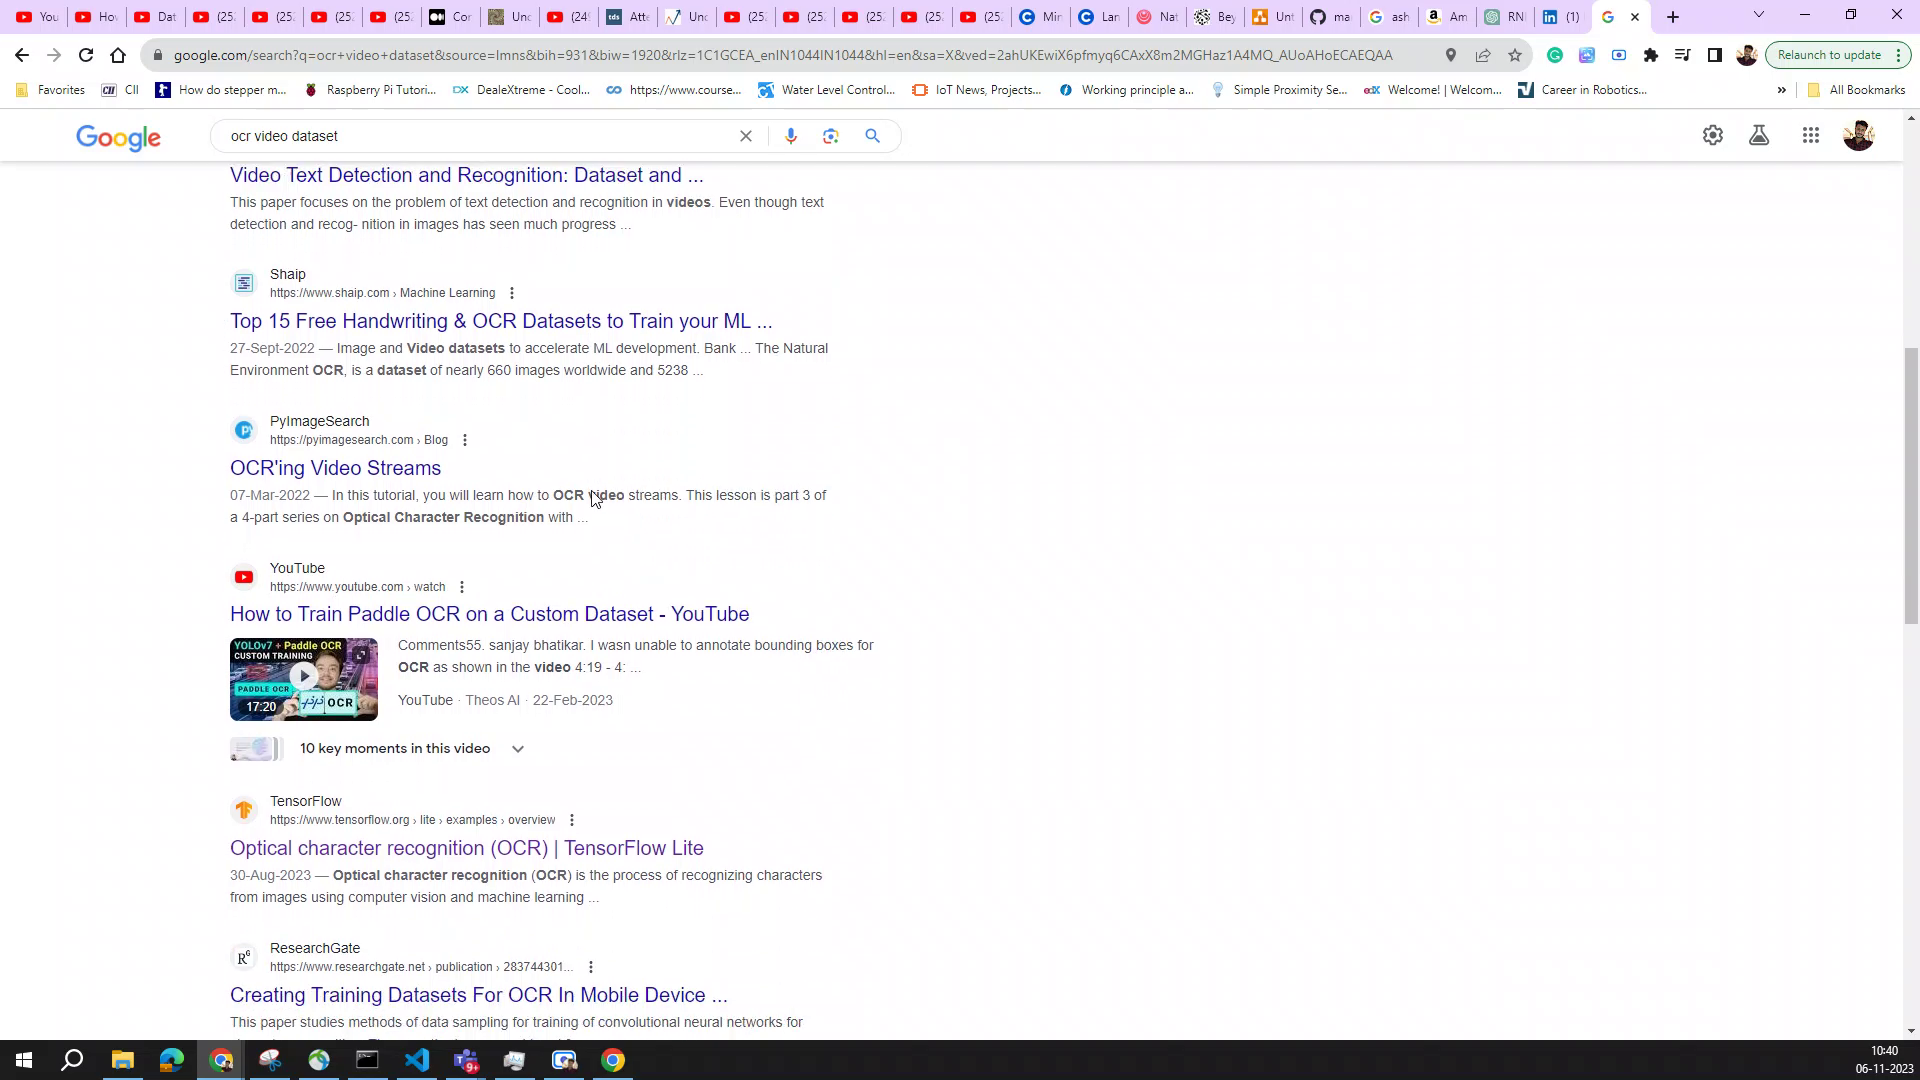 You
Hov
Dat
(252
(252
(252
(252
Cor
Unc
(249
Atte
Unc
(252
(252
(252
(252
(252
Mir
Lan
Nat
Bey
Unt
ma
ash
Am
RN
(1)
google.com/search?q=ocr+video+dataset&source=lmns&bih=931&biw=1920&rlz=1C1GCEA_enIN1044IN1044&hl=en&sa=X&ved=2ahUKEwiX6pfmyq6CAxX8m2MGHaz1A4MQ_AUoAHoECAEQAA
Relaunch to update
Favorites
CII
How do stepper m...
Raspberry Pi Tutori...
DealeXtreme - Cool...
https://www.course...
Water Level Control...
IoT News, Projects...
Working principle a...
Simple Proximity Se...
Welcome! | Welcom...
Career in Robotics...
»
All Bookmarks
Google
ocr video dataset
Video Text Detection and Recognition: Dataset and ...
This paper focuses on the problem of text detection and recognition in videos. Even though text
detection and recog- nition in images has seen much progress ...
Shaip
https://www.shaip.com › Machine Learning
Top 15 Free Handwriting & OCR Datasets to Train your ML ...
27-Sept-2022 — Image and Video datasets to accelerate ML development. Bank ... The Natural
Environment OCR, is a dataset of nearly 660 images worldwide and 5238 ...
PyImageSearch
https://pyimagesearch.com › Blog
OCR'ing Video Streams
07-Mar-2022 — In this tutorial, you will learn how to OCR video streams. This lesson is part 3 of
a 4-part series on Optical Character Recognition with ...
YouTube
https://www.youtube.com › watch
How to Train Paddle OCR on a Custom Dataset - YouTube
YOLOv7 + Paddle OCR
CUSTOM TRAINING
PADDLE OCR
OCR
17:20
Comments55. sanjay bhatikar. I wasn unable to annotate bounding boxes for
OCR as shown in the video 4:19 - 4: ...
YouTube · Theos AI · 22-Feb-2023
10 key moments in this video
TensorFlow
https://www.tensorflow.org › lite › examples › overview
Optical character recognition (OCR) | TensorFlow Lite
30-Aug-2023 — Optical character recognition (OCR) is the process of recognizing characters
from images using computer vision and machine learning ...
ResearchGate
https://www.researchgate.net › publication › 283744301...
Creating Training Datasets For OCR In Mobile Device ...
This paper studies methods of data sampling for training of convolutional neural networks for
9+
10:40
06-11-2023